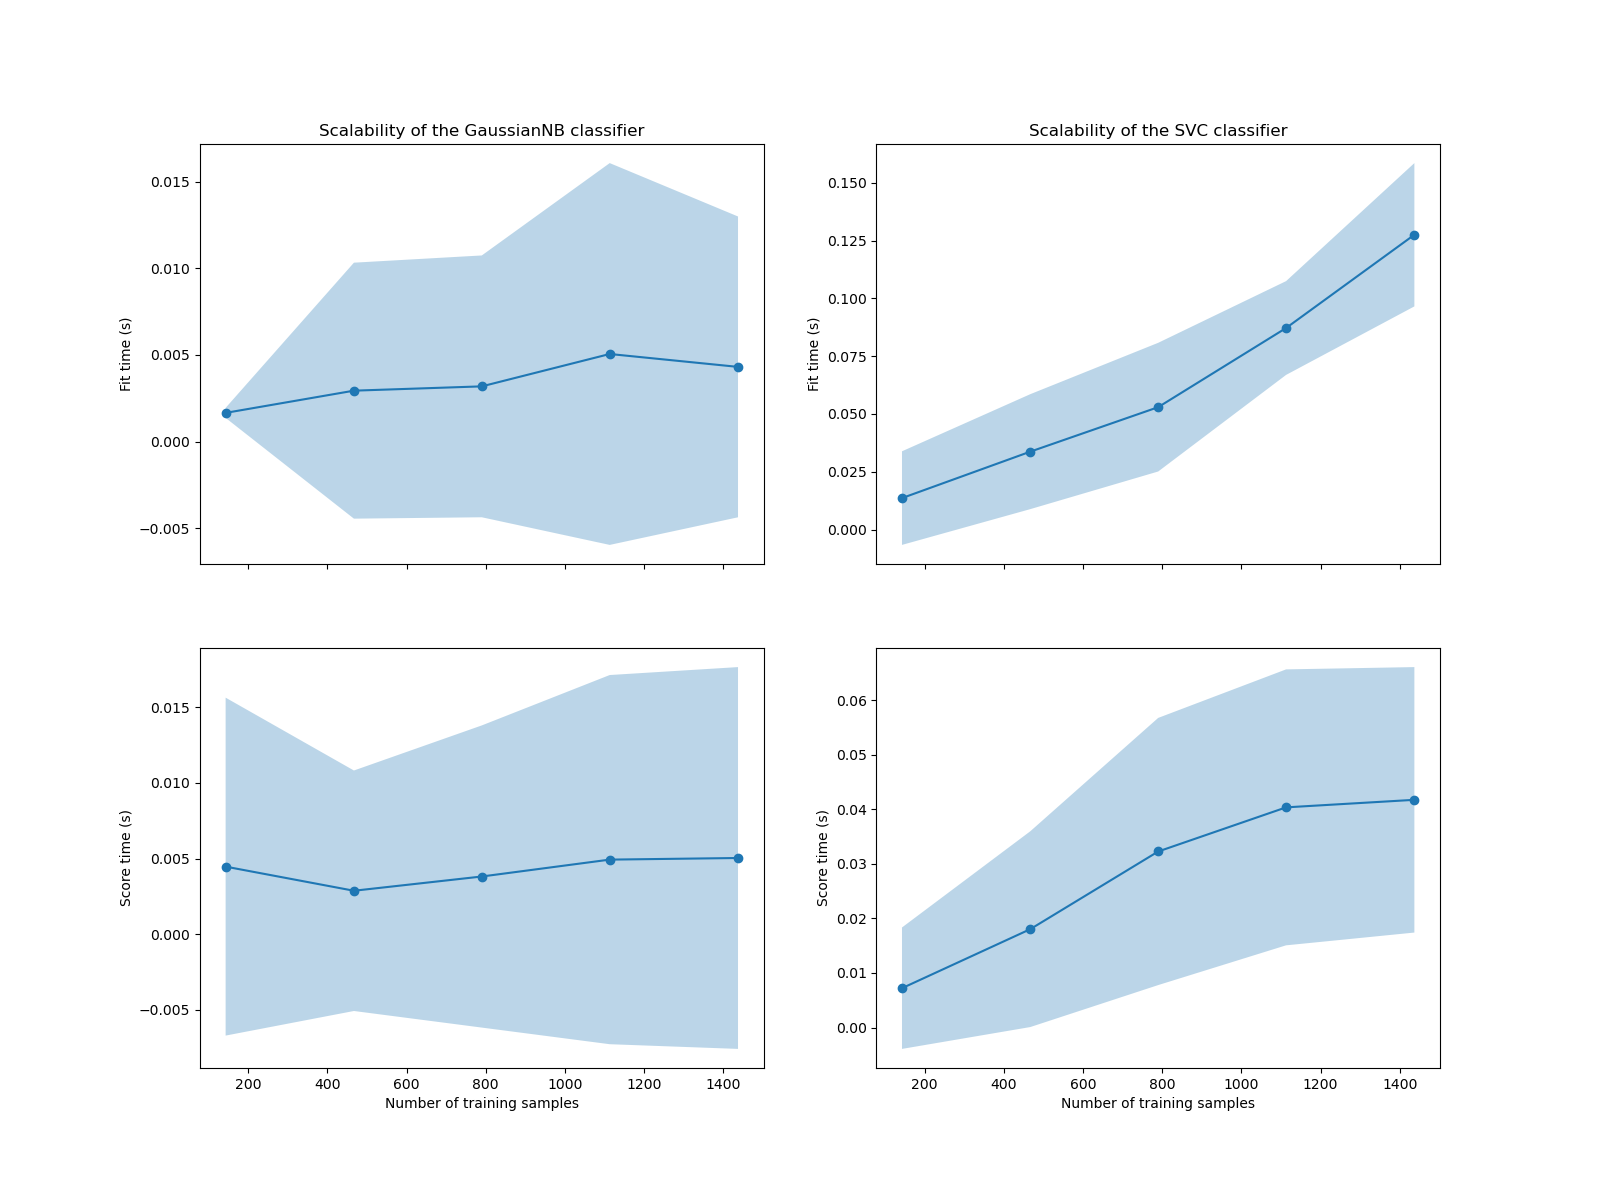 Scalability of the GaussianNB classifier
Scalability of the SVC classifier
0.015
0.010
0.005
0.000
−0.005
Fit time (s)
0.150
0.125
0.100
0.075
0.050
0.025
0.000
Fit time (s)
0.015
0.010
0.005
0.000
−0.005
Score time (s)
200 400 600 800 1000 1200 1400
Number of training samples
0.06
0.05
0.04
0.03
0.02
0.01
0.00
Score time (s)
200 400 600 800 1000 1200 1400
Number of training samples